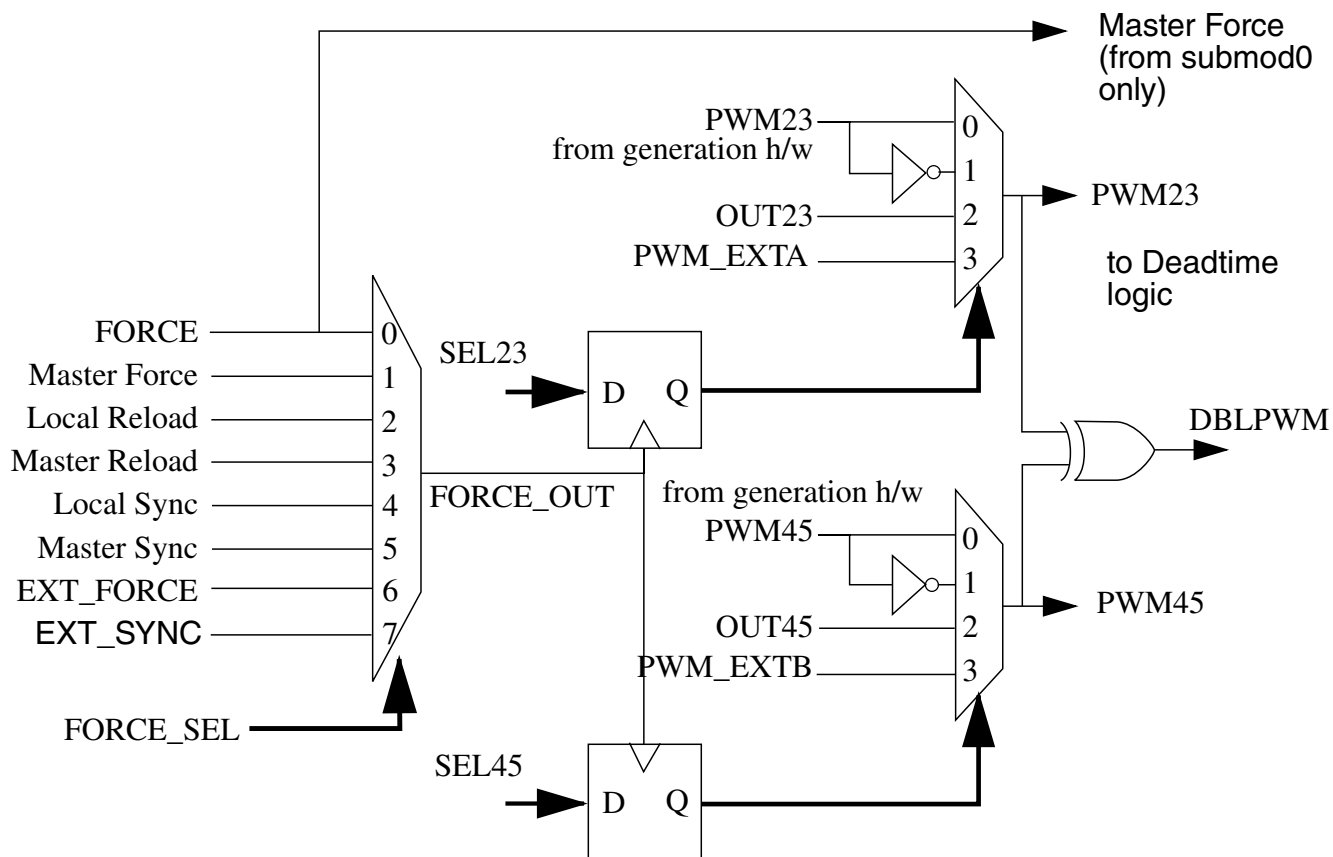 Master Force
(from submod0
only)
PWM23
from generation h/w
OUT23
PWM_EXTA
0
1
2
3
PWM23
to Deadtime
logic
FORCE
Master Force
Local Reload
Master Reload
Local Sync
Master Sync
EXT_FORCE
EXT_SYNC
0
1
2
3
4
5
6
7
FORCE_SEL
FORCE_OUT
SEL23
D Q
DBLPWM
from generation h/w
PWM45
OUT45
PWM_EXTB
0
1
2
3
PWM45
SEL45
D Q